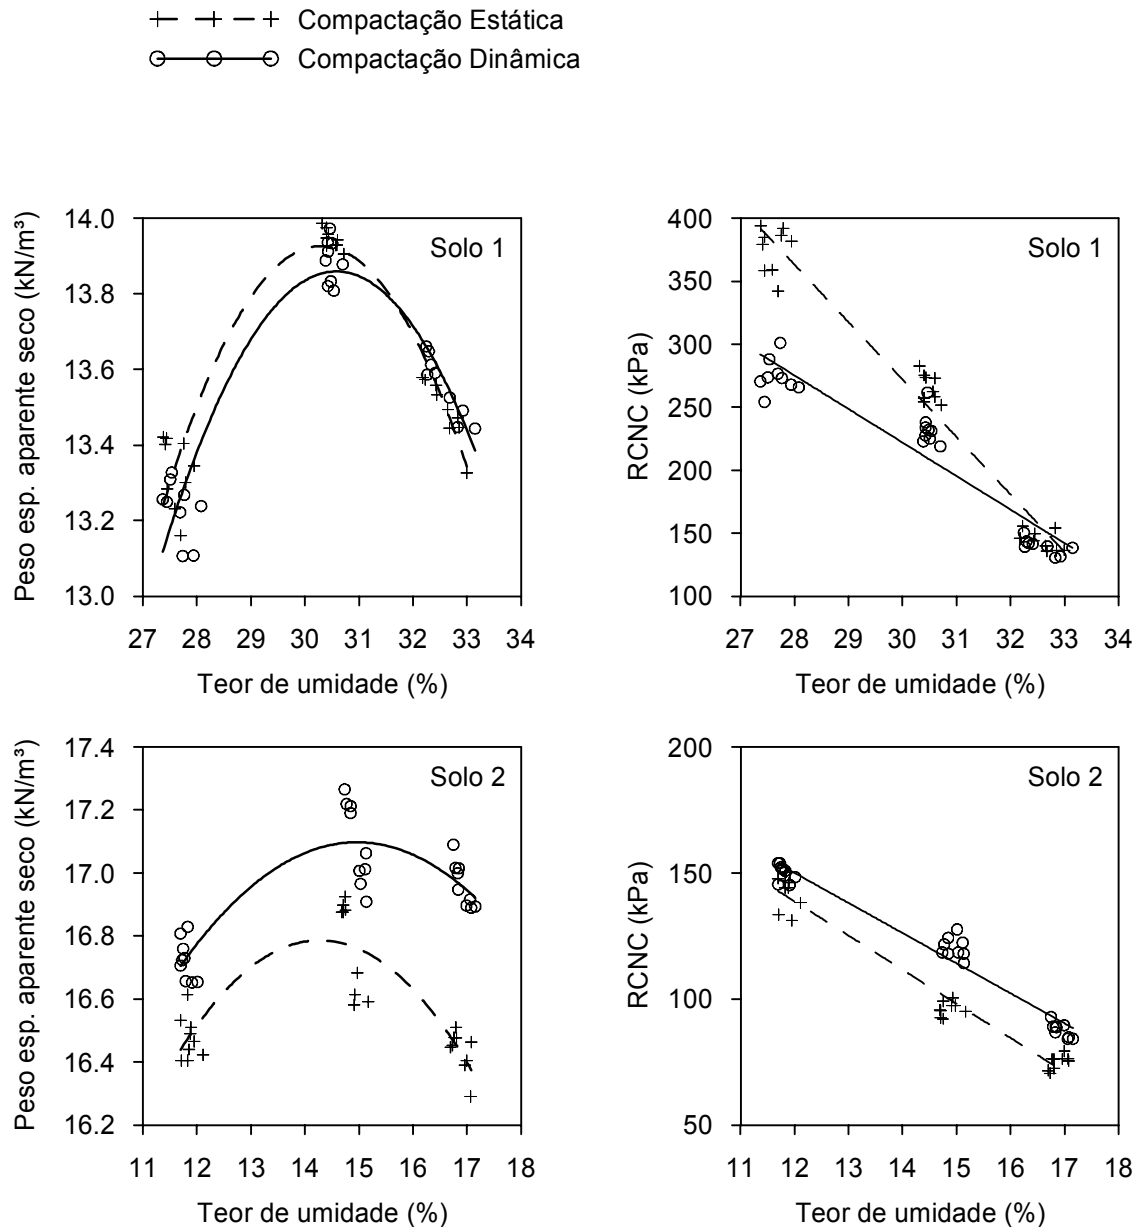 Compactação Estática
Compactação Dinâmica
Peso esp. aparente seco (kN/m³)
14.0
13.8
13.6
13.4
13.2
13.0
Solo 1
27 28 29 30 31 32 33 34
Teor de umidade (%)
RCNC (kPa)
400
350
300
250
200
150
100
Solo 1
27 28 29 30 31 32 33 34
Teor de umidade (%)
Peso esp. aparente seco (kN/m³)
17.4
17.2
17.0
16.8
16.6
16.4
16.2
Solo 2
11 12 13 14 15 16 17 18
Teor de umidade (%)
RCNC (kPa)
200
150
100
50
Solo 2
11 12 13 14 15 16 17 18
Teor de umidade (%)